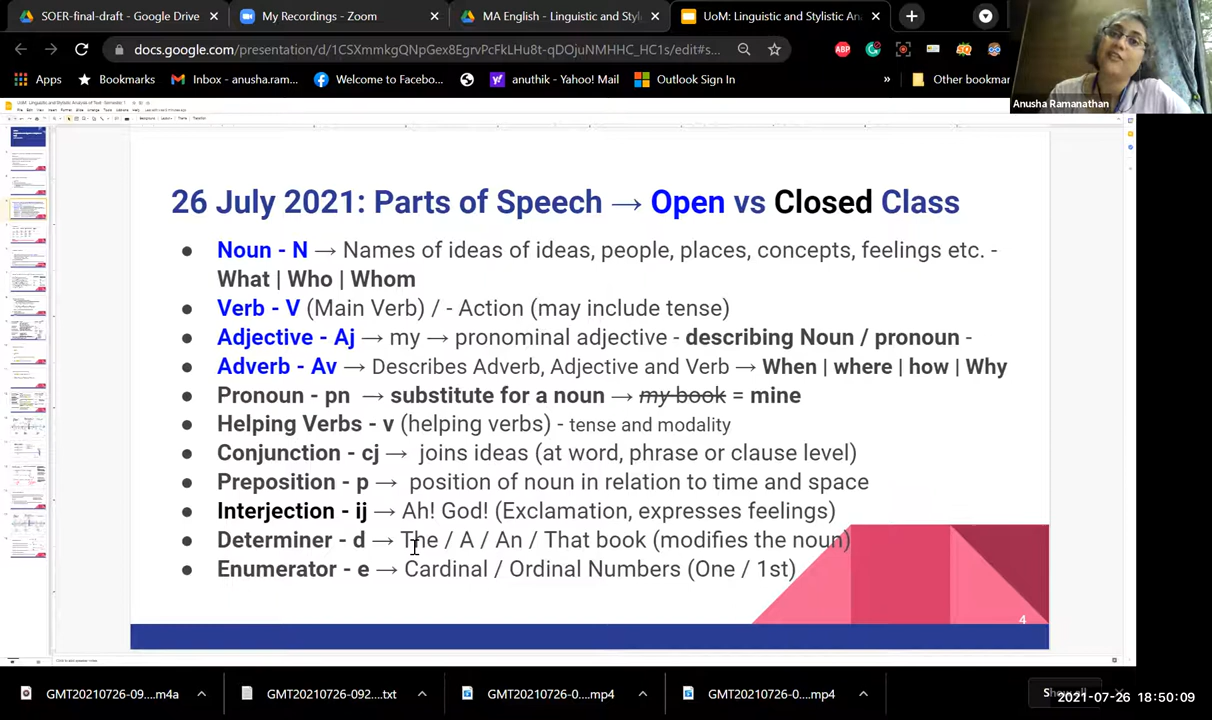 SOER-final-draft - Google Drive
My Recordings - Zoom
MA English - Linguistic and Styl
UoM: Linguistic and Stylistic An
docs.google.com/presentation/d/1CSXmmkgQNpGex8EgrvPcFkLHu8t-qDOjuNMHHC_HC1s/edit#s...
ABP
Apps
Bookmarks
Inbox - anusha.ram...
Welcome to Facebo...
anuthik - Yahoo! Mail
Outlook Sign In
»
Other bookmar
Anusha Ramanathan
26 July 2021: Parts of Speech → Open vs Closed Class
● Noun - N → Names of ideas of ideas, people, places, concepts, feelings etc. -
What | Who | Whom
● Verb - V (Main Verb) / - Action (may include tense)
● Adjective - Aj → my → pronominal adjective - describing Noun / pronoun -
● Adverb - Av → Describes Adverb, Adjective and Verb → When | where | how | Why
● Pronoun - pn → substitute for a noun → my book = mine
● Helping Verbs - v (helping verbs) - tense and modality
● Conjunction - cj → joins ideas (at word, phrase or clause level)
● Preposition - p → position of noun in relation to time and space
● Interjection - ij → Ah! God! (Exclamation, expresses feelings)
● Determiner - d → The / A / An / That book (modifies the noun)
● Enumerator - e → Cardinal / Ordinal Numbers (One / 1st)
4
GMT20210726-09....m4a
GMT20210726-092....txt
GMT20210726-0....mp4
GMT20210726-0....mp4
2021-07-26 18:50:09